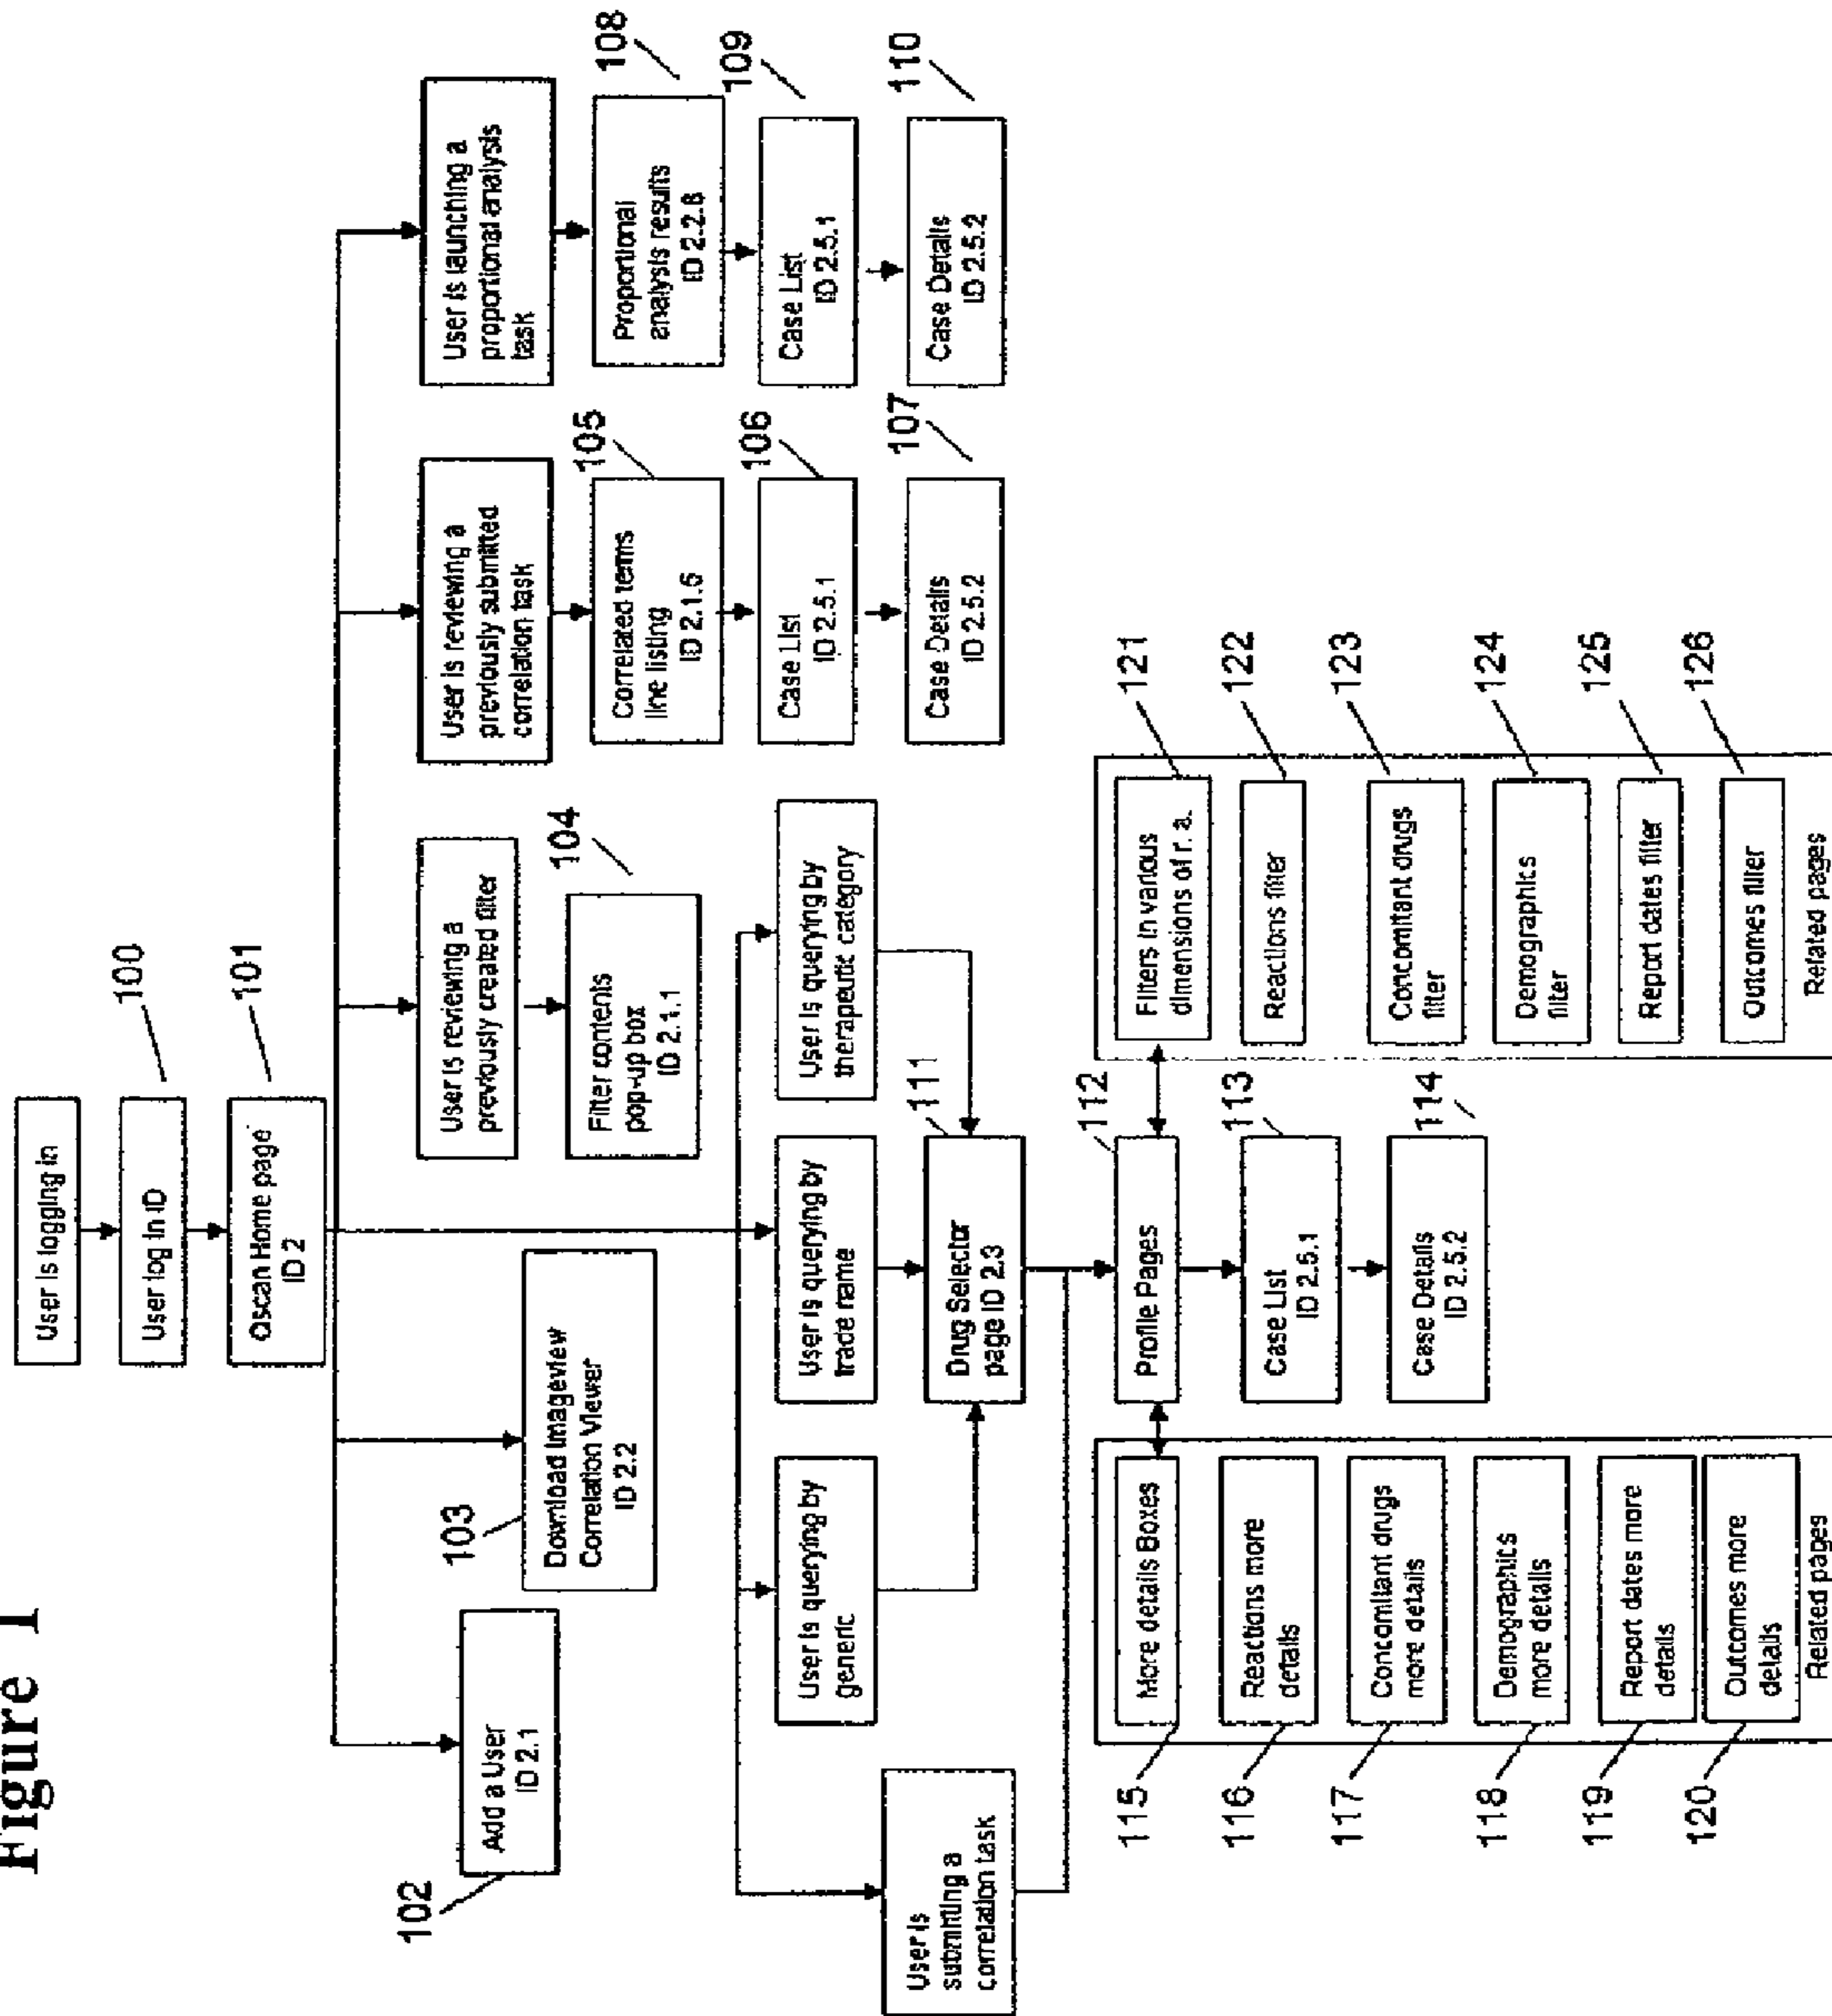 Figure 1
User is logging in
User log in ID
100
Qscan Home page
ID 2
101
Add a User
ID 2.1
102
Download Imageview
Correlation Viewer
ID 2.2
103
User is reviewing a
previously created filter
Filter contents
pop-up box
ID 2.1.1
104
User is reviewing a
previously submitted
correlation task
Correlated terms
line listing
ID 2.1.6
105
Case List
ID 2.5.1
106
Case Details
ID 2.5.2
107
User is launching a
proportional analysis
task
Proportional
analysis results
ID 2.2.8
108
Case List
ID 2.5.1
109
Case Details
ID 2.5.2
110
User is
submitting a
correlation task
User is querying by
generic
User is querying by
trade name
User is querying by
therapeutic category
Drug Selector
page ID 2.3
111
Profile Pages
112
Case List
ID 2.5.1
113
Case Details
ID 2.5.2
114
More details Boxes
115
Reactions more
details
116
Concomitant drugs
more details
117
Demographics
more details
118
Report dates more
details
119
Outcomes more
details
120
Related pages
Filters in various
dimensions of r. a.
121
Reactions filter
122
Concomitant drugs
filter
123
Demographics
filter
124
Report dates filter
125
Outcomes filter
126
Related pages